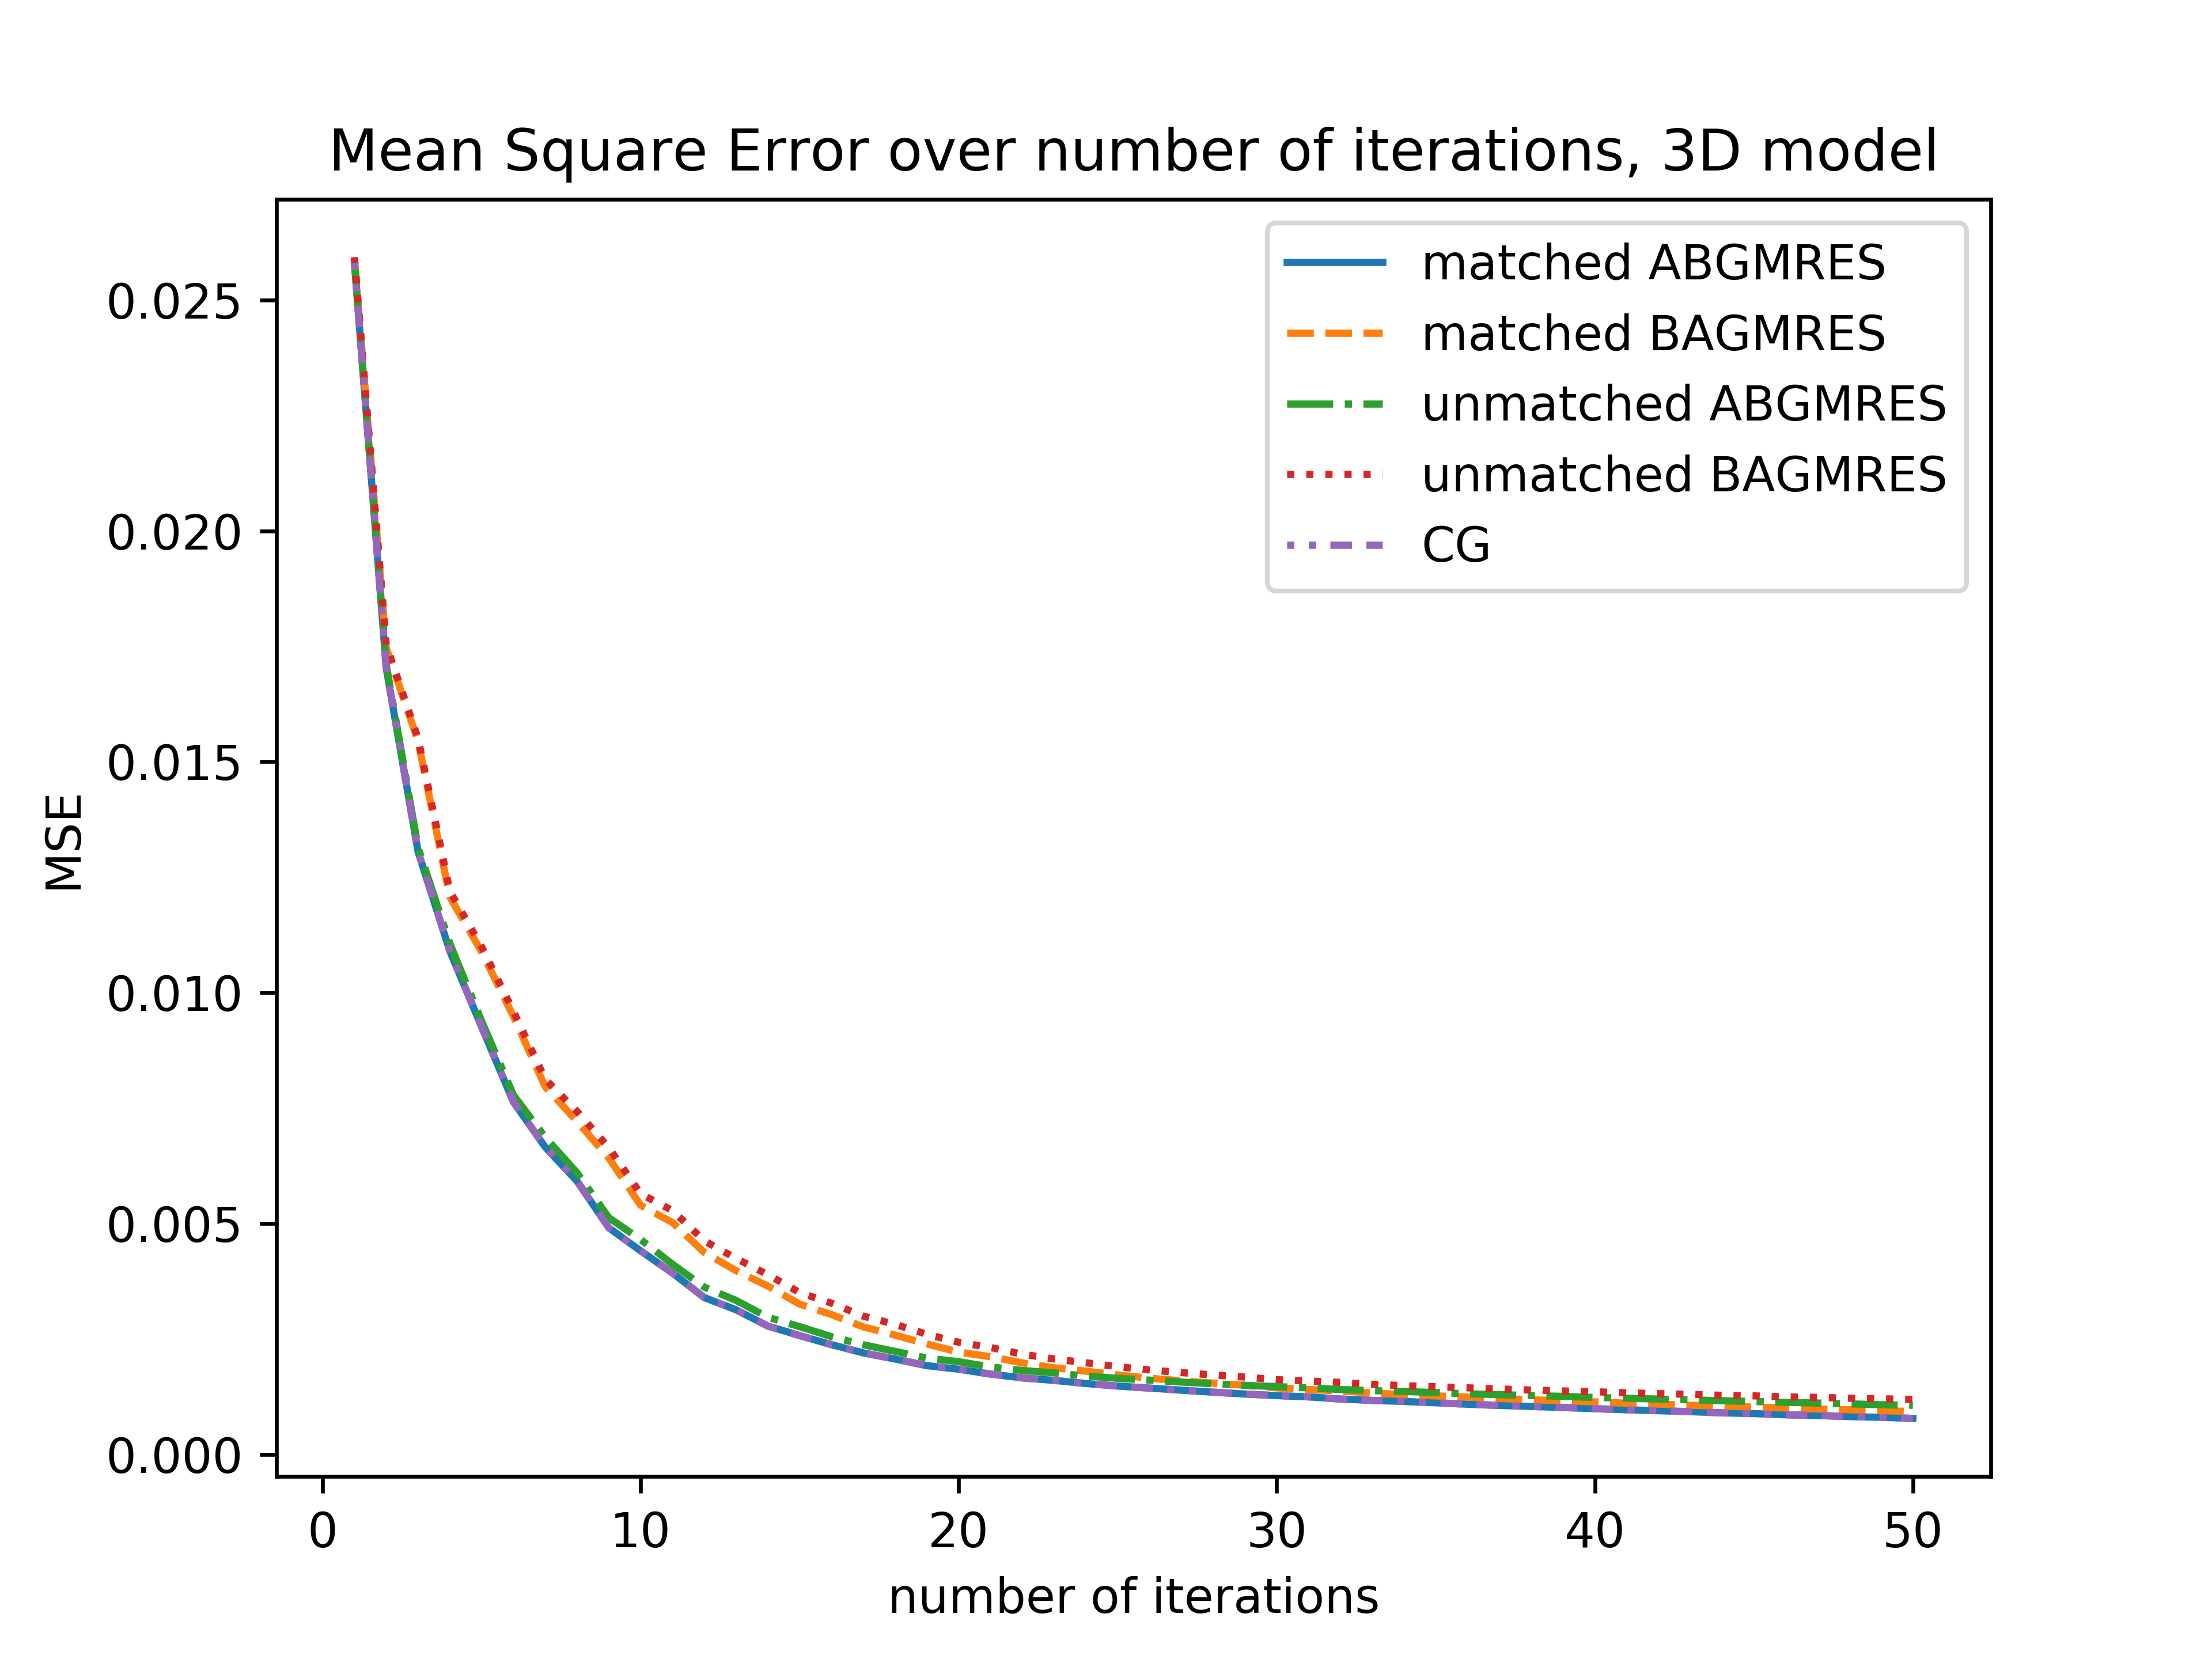 Mean Square Error over number of iterations, 3D model
matched ABGMRES
matched BAGMRES
unmatched ABGMRES
unmatched BAGMRES
CG
0.025
0.020
0.015
0.010
0.005
0.000
MSE
0 10 20 30 40 50
number of iterations